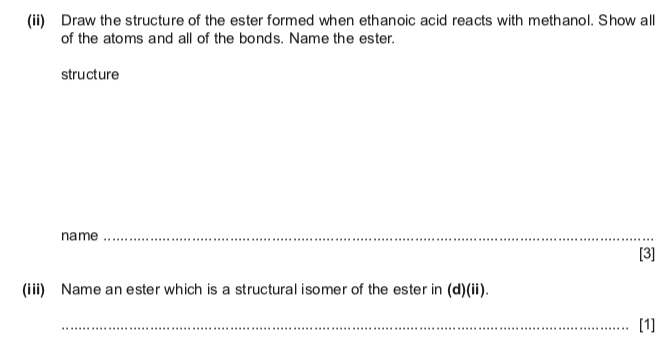 (ii) Draw the structure of the ester formed when ethanoic acid reacts with methanol. Show all
of the atoms and all of the bonds. Name the ester.
structure
name ....................................................................................................................................
[3]
(iii) Name an ester which is a structural isomer of the ester in (d)(ii).
.................................................................................................................................... [1]